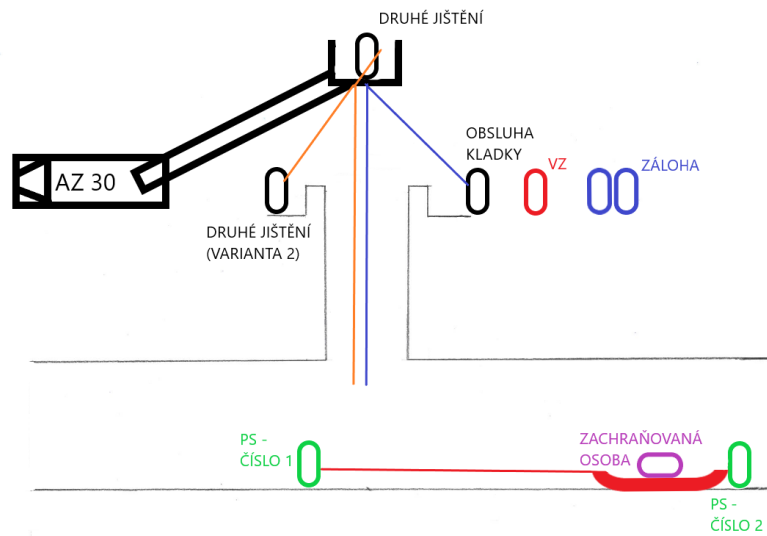 DRUHÉ JIŠTĚNÍ
OBSLUHA
KLADKY
VZ
ZÁLOHA
AZ 30
DRUHÉ JIŠTĚNÍ
(VARIANTA 2)
PS -
ČÍSLO 1
ZACHRAŇOVANÁ
OSOBA
PS -
ČÍSLO 2